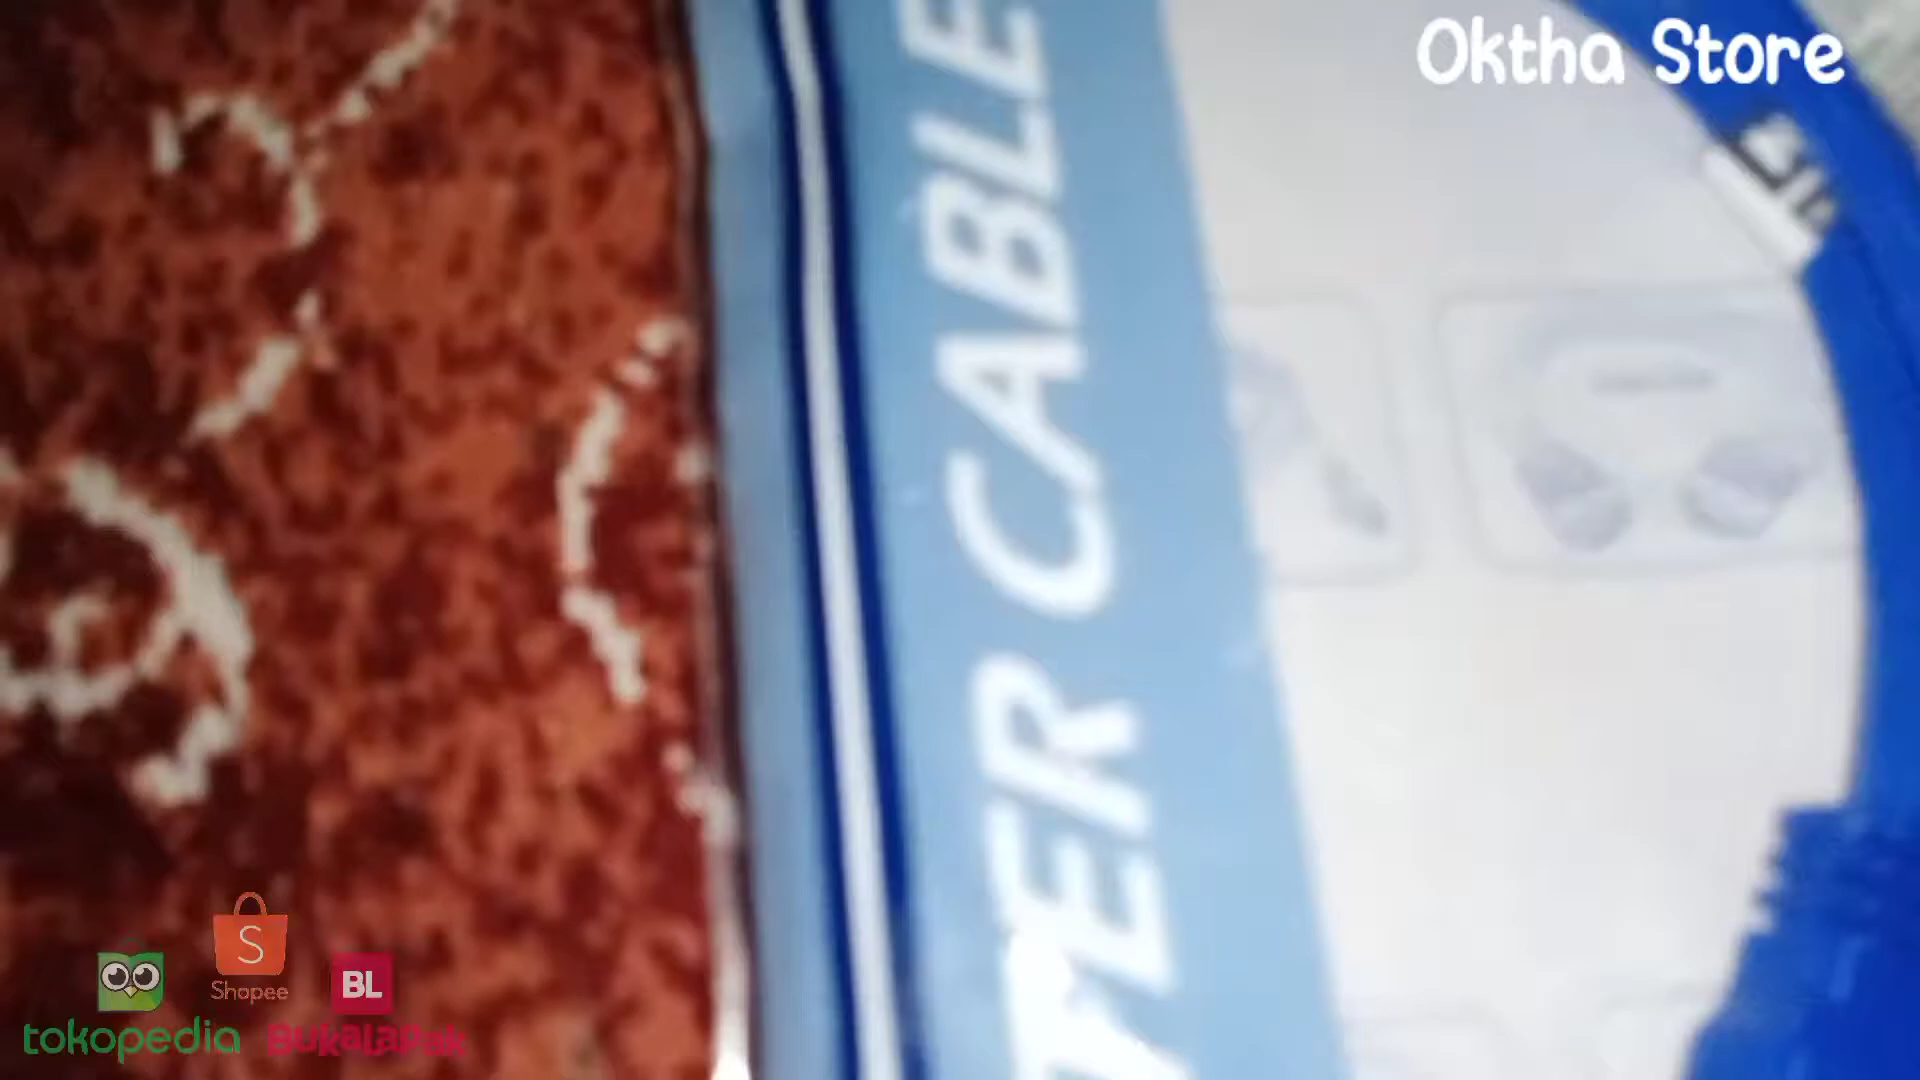 Oktha Store
TER CABLE
S
Shopee
BL
tokopedia
BukalaPak